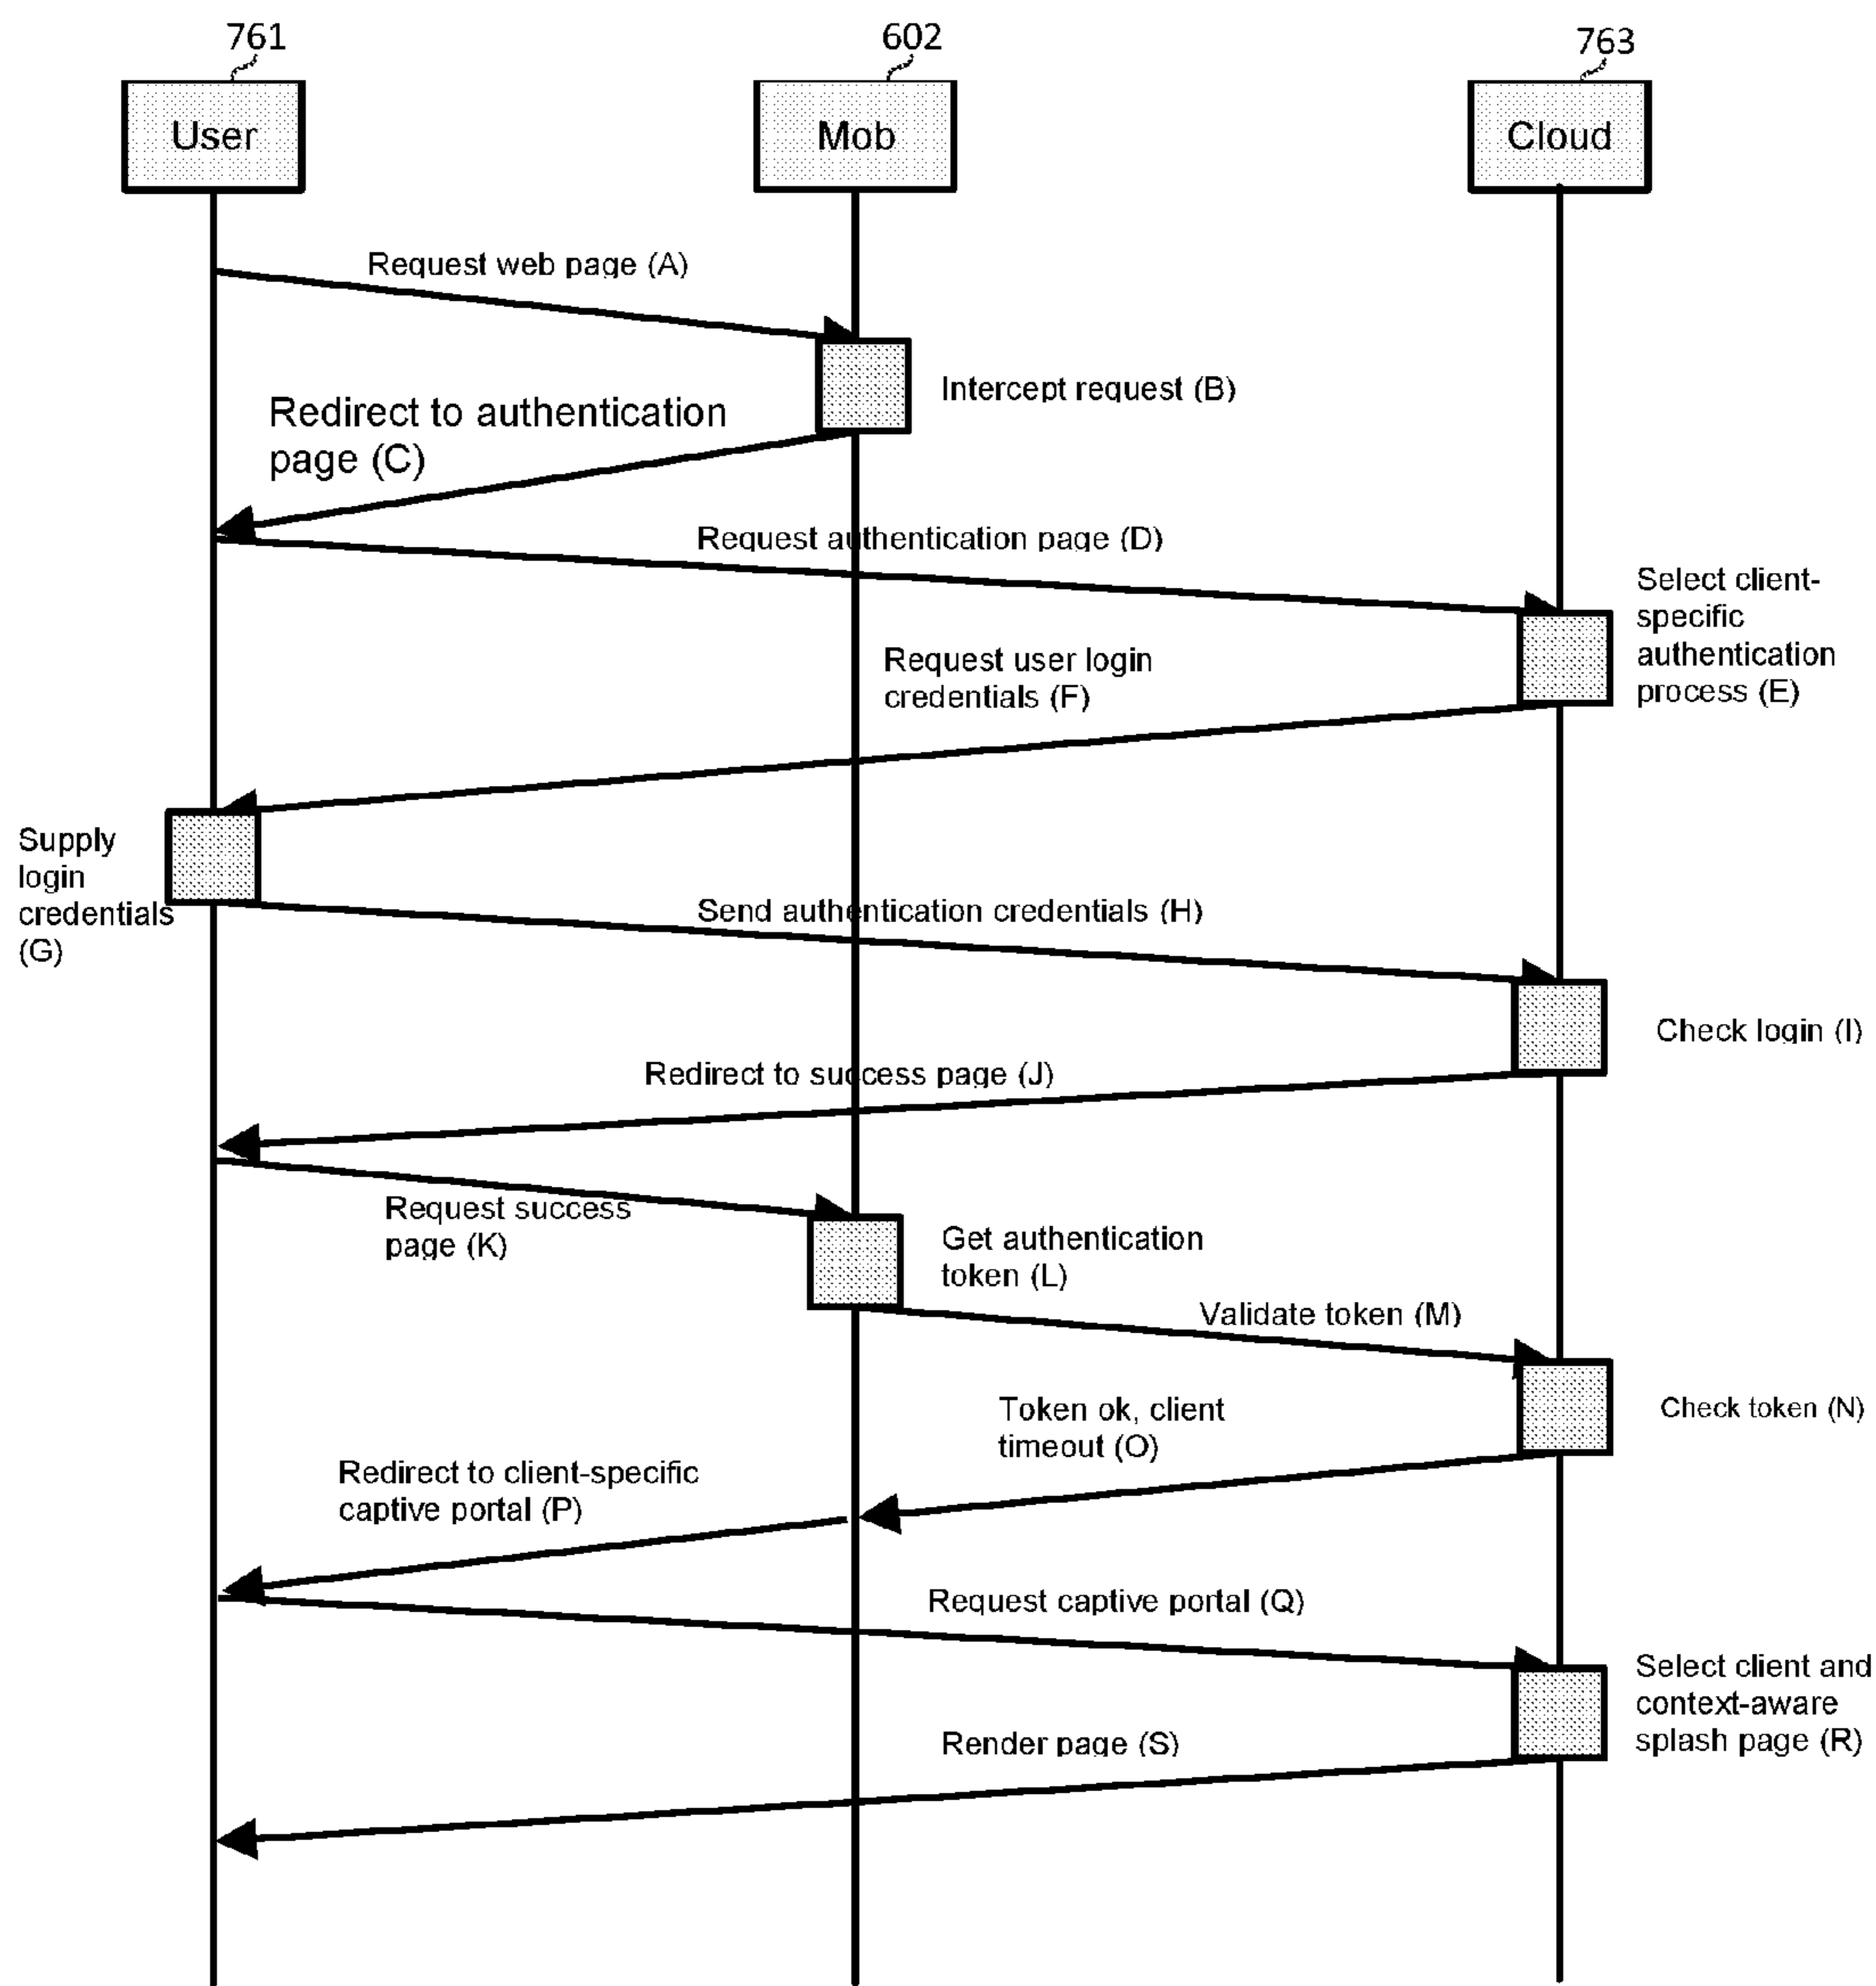 761
602
763
User
Mob
Cloud
Request web page (A)
Intercept request (B)
Redirect to authentication
page (C)
Request authentication page (D)
Select client-
specific
authentication
process (E)
Request user login
credentials (F)
Supply
login
credentials
(G)
Send authentication credentials (H)
Check login (I)
Redirect to success page (J)
Request success
page (K)
Get authentication
token (L)
Validate token (M)
Check token (N)
Token ok, client
timeout (O)
Redirect to client-specific
captive portal (P)
Request captive portal (Q)
Select client and
context-aware
splash page (R)
Render page (S)